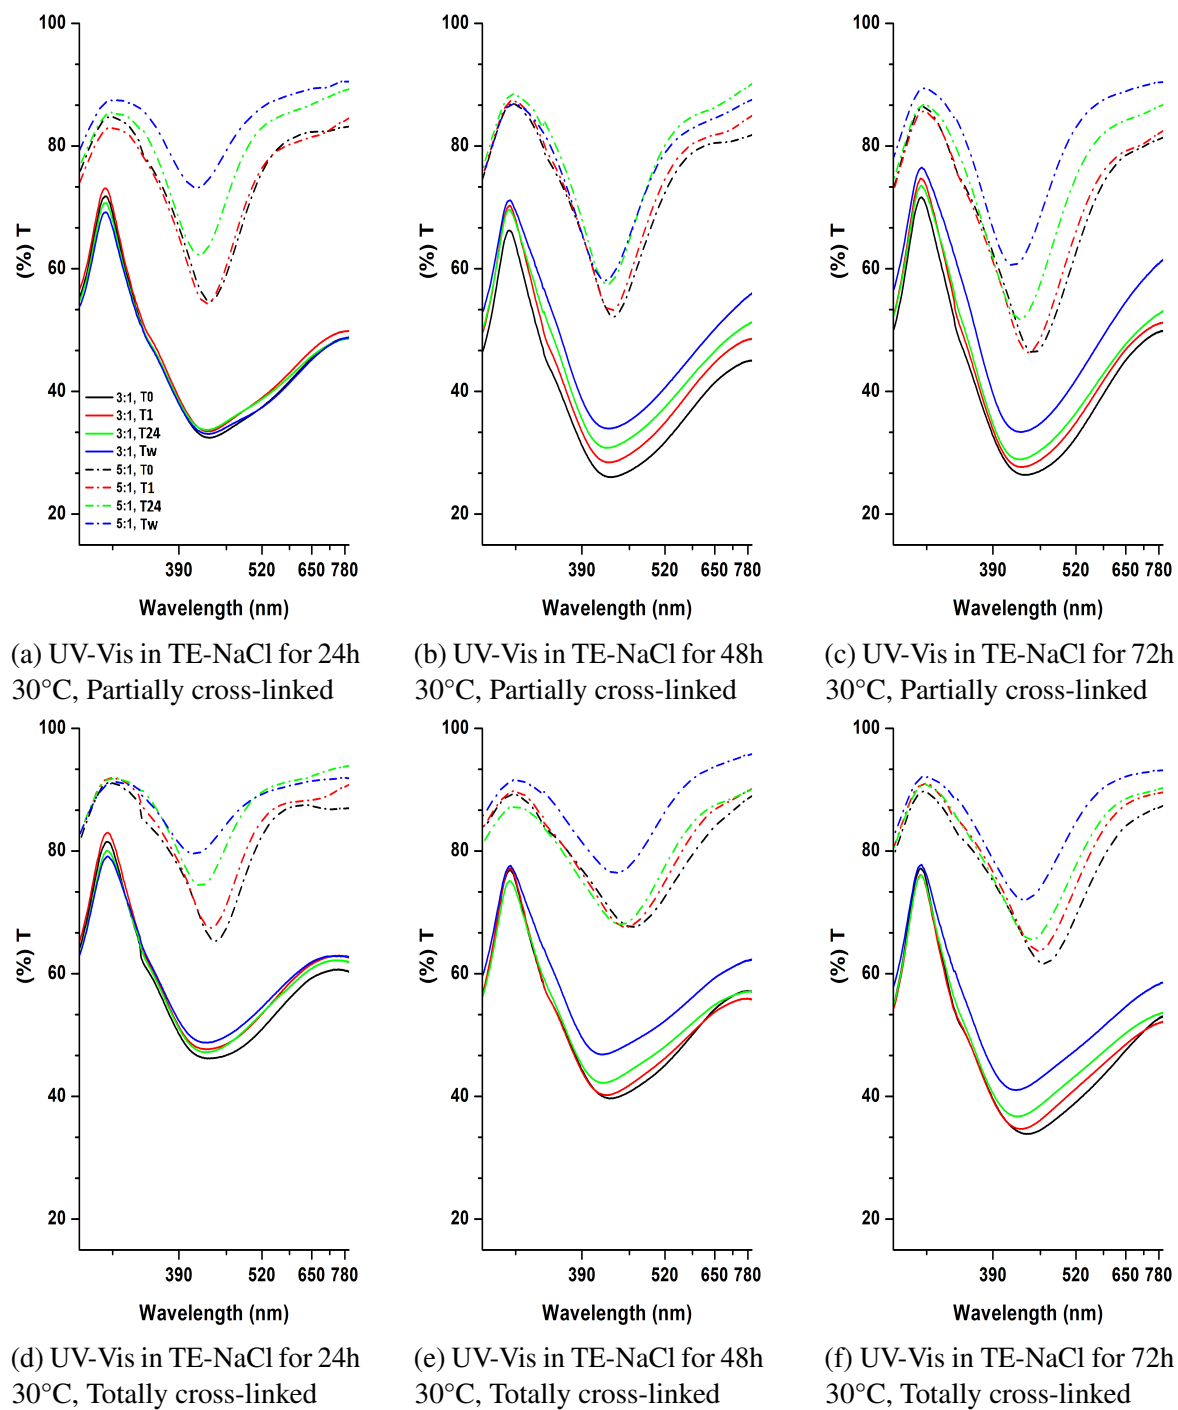 100
80
60
40
20
(%) T
3:1, T0
3:1, T1
3:1, T24
3:1, Tw
5:1, T0
5:1, T1
5:1, T24
5:1, Tw
390 520 650 780
Wavelength (nm)
(a) UV-Vis in TE-NaCl for 24h
30°C, Partially cross-linked
100
80
60
40
20
(%) T
390 520 650 780
Wavelength (nm)
(b) UV-Vis in TE-NaCl for 48h
30°C, Partially cross-linked
100
80
60
40
20
(%) T
390 520 650 780
Wavelength (nm)
(c) UV-Vis in TE-NaCl for 72h
30°C, Partially cross-linked
100
80
60
40
20
(%) T
390 520 650 780
Wavelength (nm)
(d) UV-Vis in TE-NaCl for 24h
30°C, Totally cross-linked
100
80
60
40
20
(%) T
390 520 650 780
Wavelength (nm)
(e) UV-Vis in TE-NaCl for 48h
30°C, Totally cross-linked
100
80
60
40
20
(%) T
390 520 650 780
Wavelength (nm)
(f) UV-Vis in TE-NaCl for 72h
30°C, Totally cross-linked